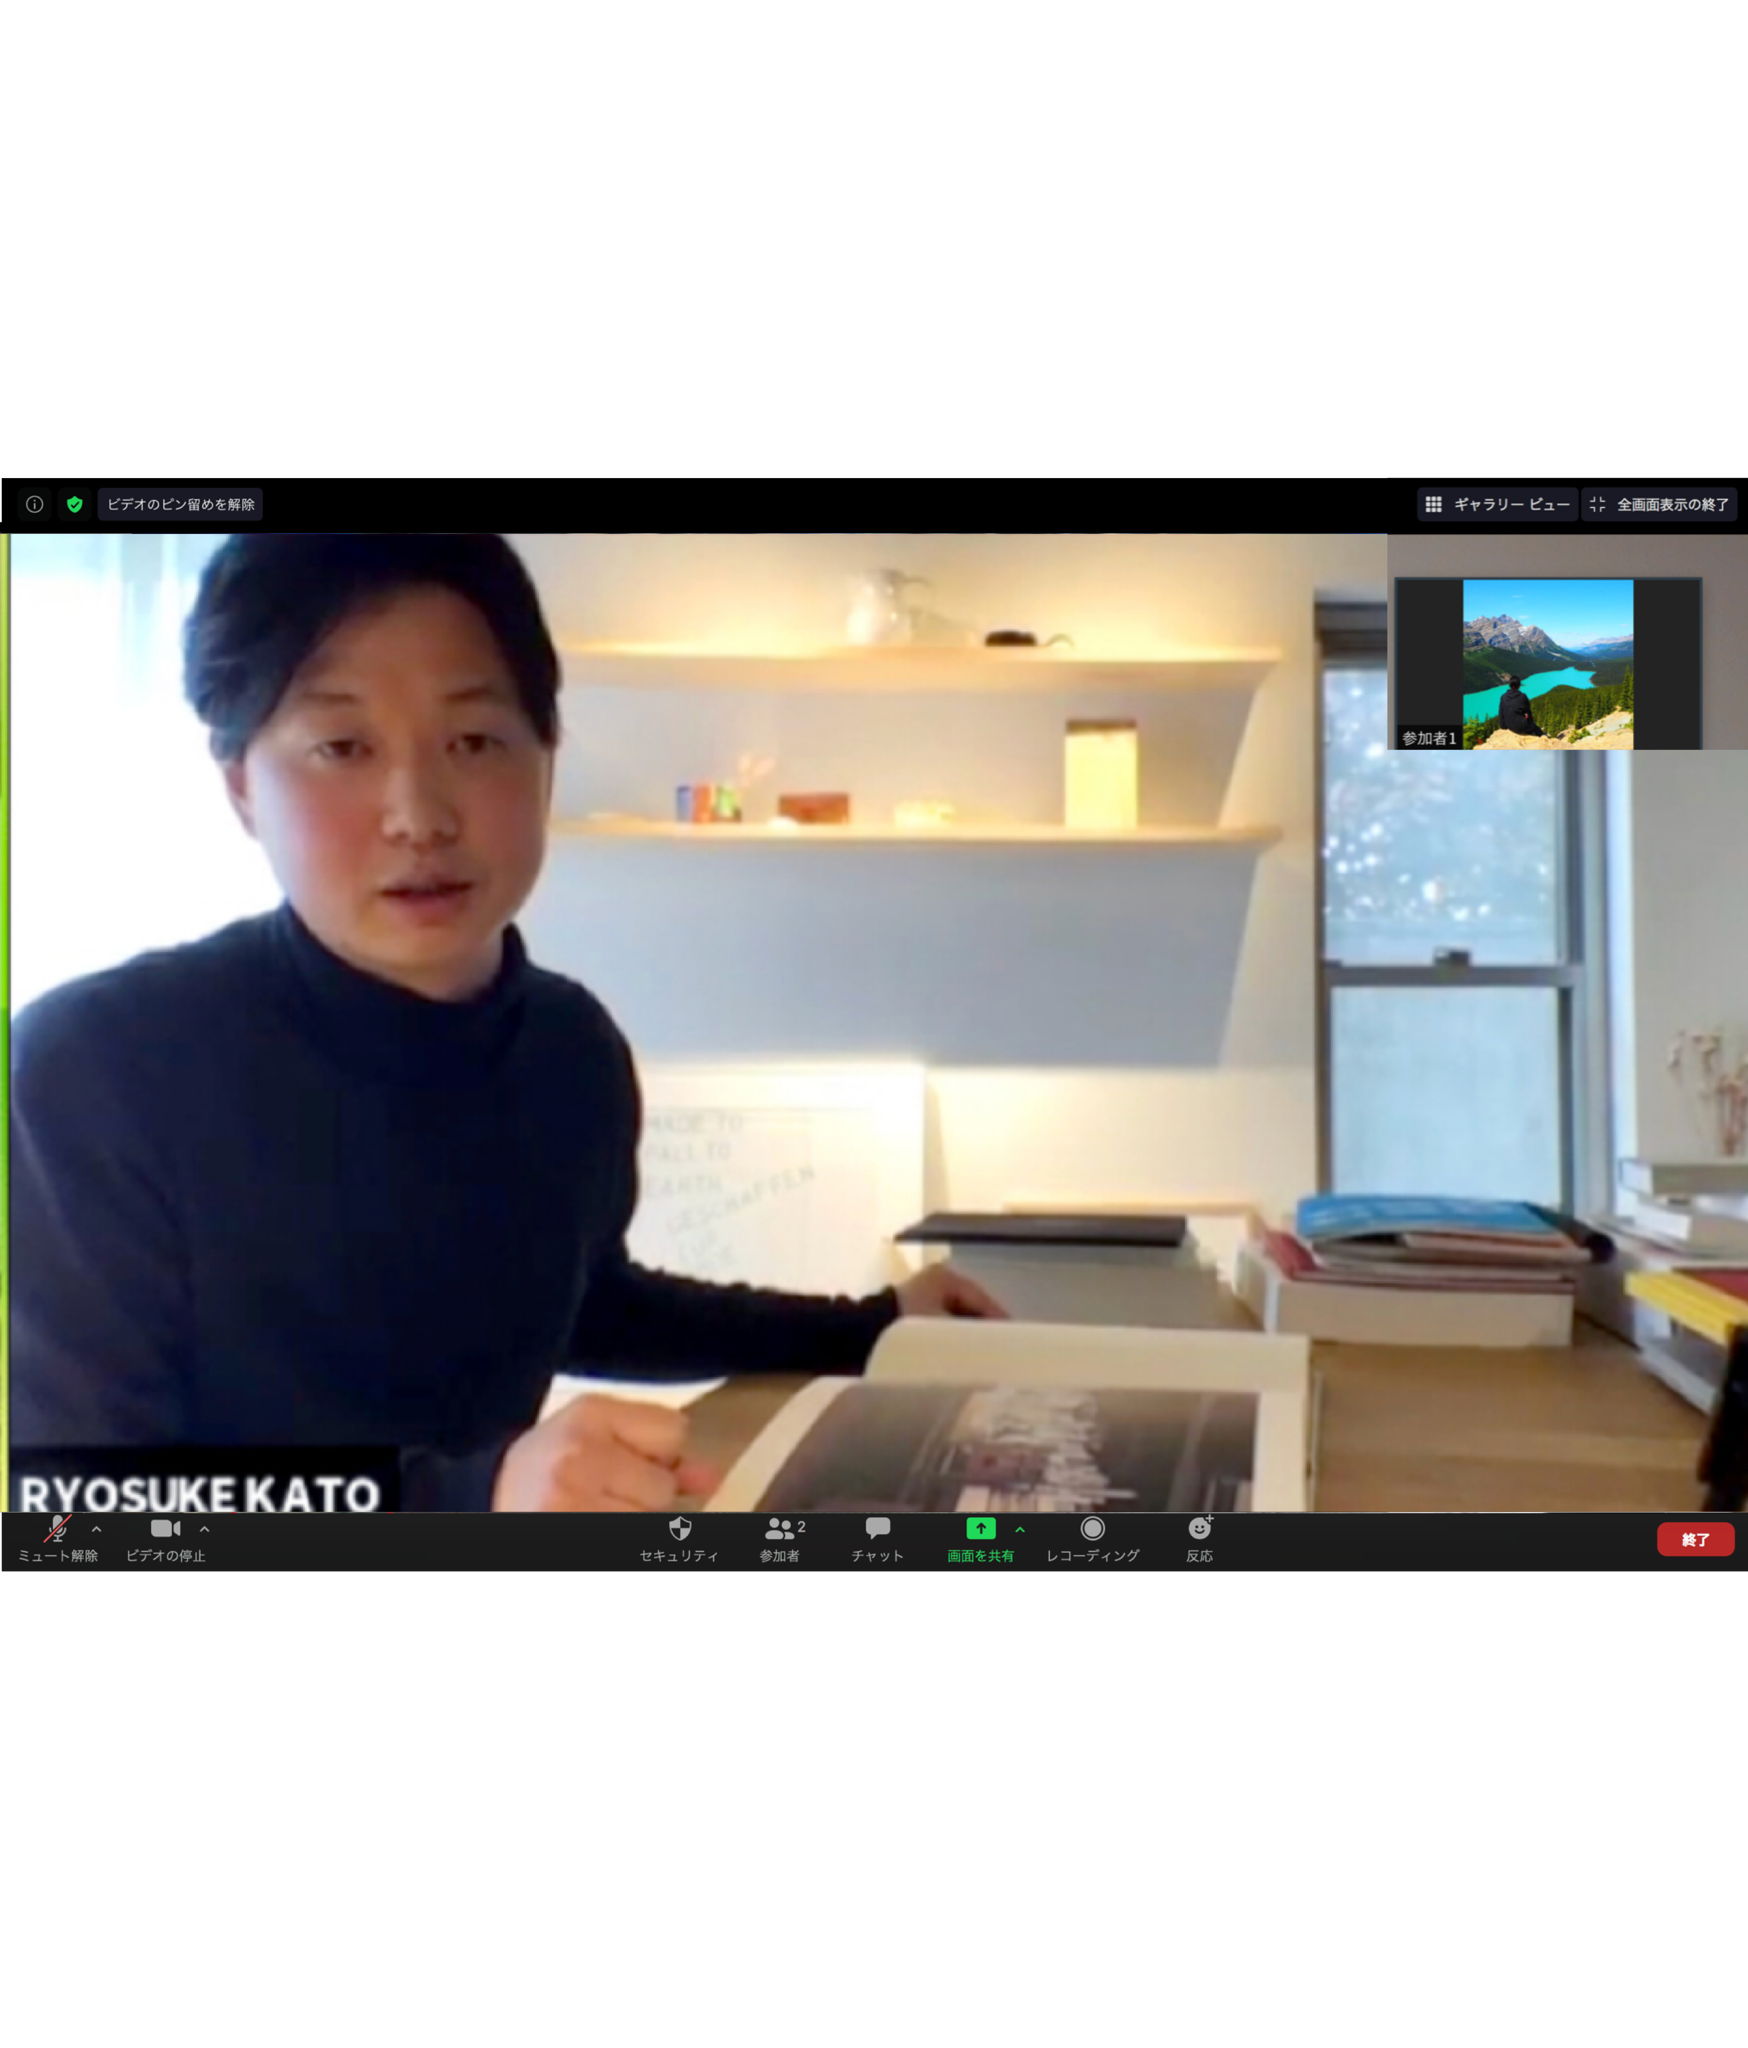 ビデオのピン留めを解除
ギャラリー ビュー
全画面表示の終了
参加者1
MADE TO
FALL TO
EARTH
GESCHAFFEN
RYOSUKE KATO
ミュート解除
ビデオの停止
セキュリティ
2
参加者
チャット
画面を共有
レコーディング
反応
終了